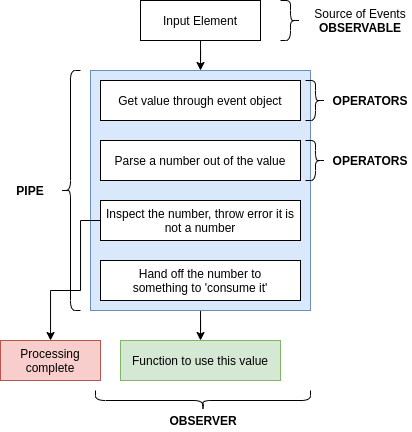 Input Element
Source of Events
OBSERVABLE
Get value through event object
OPERATORS
Parse a number out of the value
OPERATORS
PIPE
Inspect the number, throw error it is
not a number
Hand off the number to
something to 'consume it'
Processing
complete
Function to use this value
OBSERVER